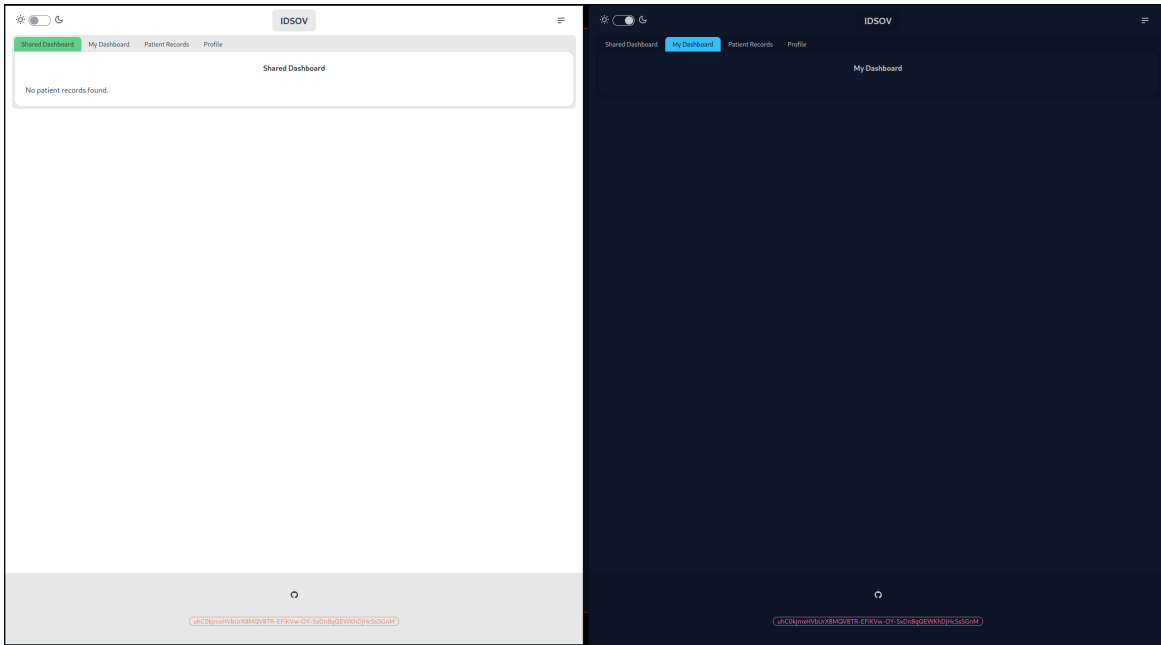 IDSOV
Shared Dashboard My Dashboard Patient Records Profile
Shared Dashboard
No patient records found.
IDSOV
Shared Dashboard My Dashboard Patient Records Profile
My Dashboard